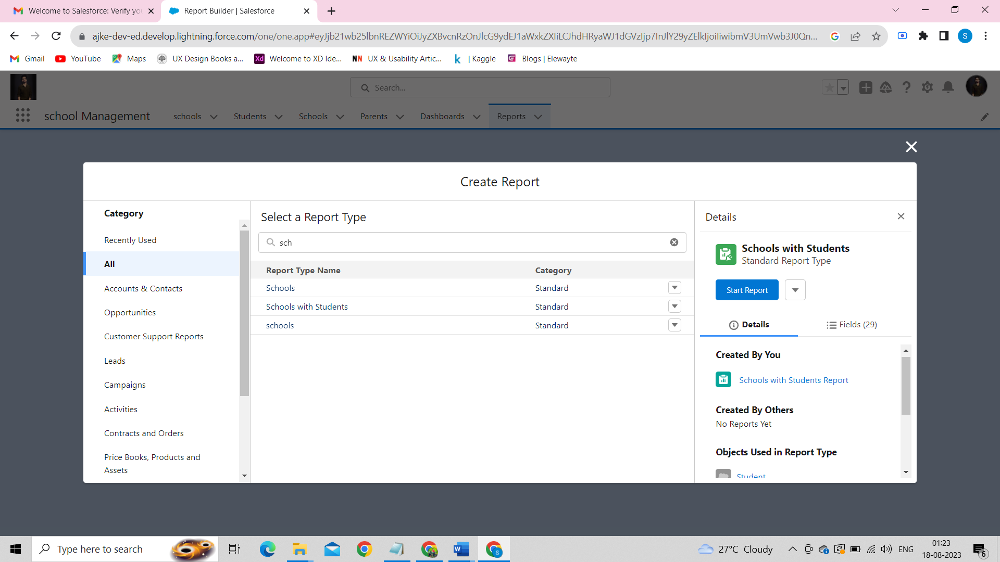 Welcome to Salesforce: Verify you
Report Builder | Salesforce
ajke-dev-ed.develop.lightning.force.com/one/one.app#eyJjb21wb25lbnREZWYiOiJyZXBvcnRzOnJlcG9ydEJ1aWxkZXIiLCJhdHRyaWJ1dGVzIjp7InJlY29yZElkIjoiIiwibmV3UmVwb3J0Qn...
S
Gmail
YouTube
Maps
UX Design Books a...
Xd Welcome to XD Ide...
NN UX & Usability Artic...
k | Kaggle
Blogs | Elewayte
Search...
school Management
schools
Students
Schools
Parents
Dashboards
Reports
Create Report
Category
Recently Used
All
Accounts & Contacts
Opportunities
Customer Support Reports
Leads
Campaigns
Activities
Contracts and Orders
Price Books, Products and
Assets
Select a Report Type
sch
Report Type Name Category
Schools Standard
Schools with Students Standard
schools Standard
Details
Schools with Students
Standard Report Type
Start Report
Details
Fields (29)
Created By You
Schools with Students Report
Created By Others
No Reports Yet
Objects Used in Report Type
Student
Type here to search
27°C Cloudy
ENG
01:23
18-08-2023
6